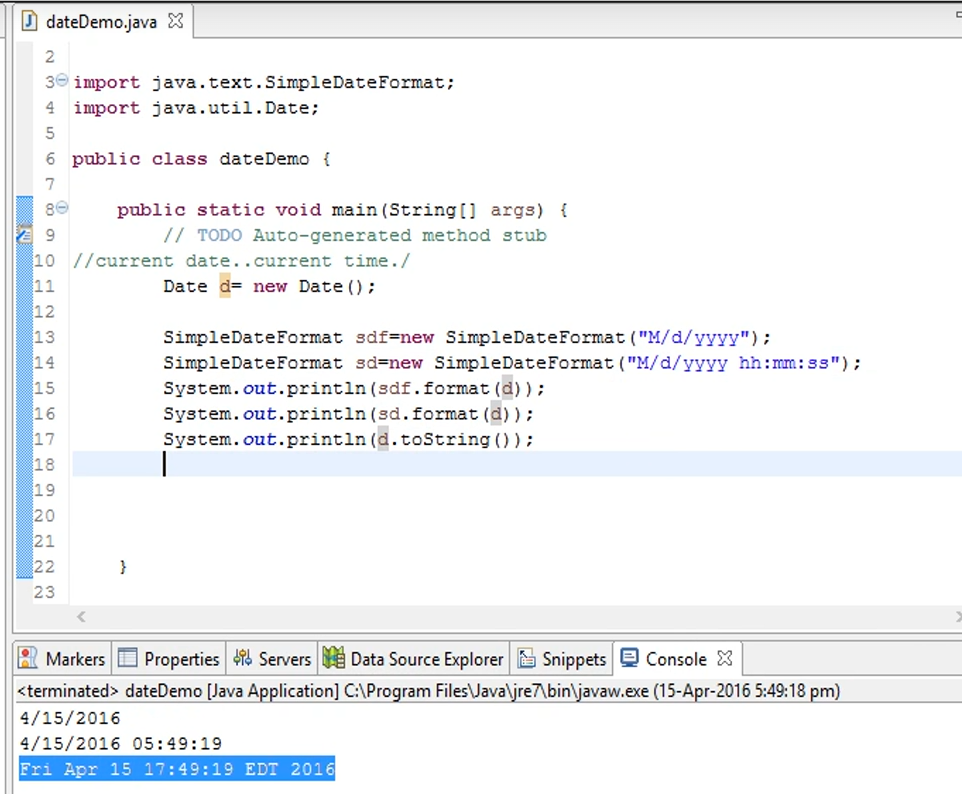 dateDemo.java
2
3 import java.text.SimpleDateFormat;
4 import java.util.Date;
5
6 public class dateDemo {
7
8 public static void main(String[] args) {
9 // TODO Auto-generated method stub
10 //current date..current time./
11 Date d= new Date();
12
13 SimpleDateFormat sdf=new SimpleDateFormat("M/d/yyyy");
14 SimpleDateFormat sd=new SimpleDateFormat("M/d/yyyy hh:mm:ss");
15 System.out.println(sdf.format(d));
16 System.out.println(sd.format(d));
17 System.out.println(d.toString());
18
19
20
21
22 }
23
Markers Properties Servers Data Source Explorer Snippets Console
<terminated> dateDemo [Java Application] C:\Program Files\Java\jre7\bin\javaw.exe (15-Apr-2016 5:49:18 pm)
4/15/2016
4/15/2016 05:49:19
Fri Apr 15 17:49:19 EDT 2016